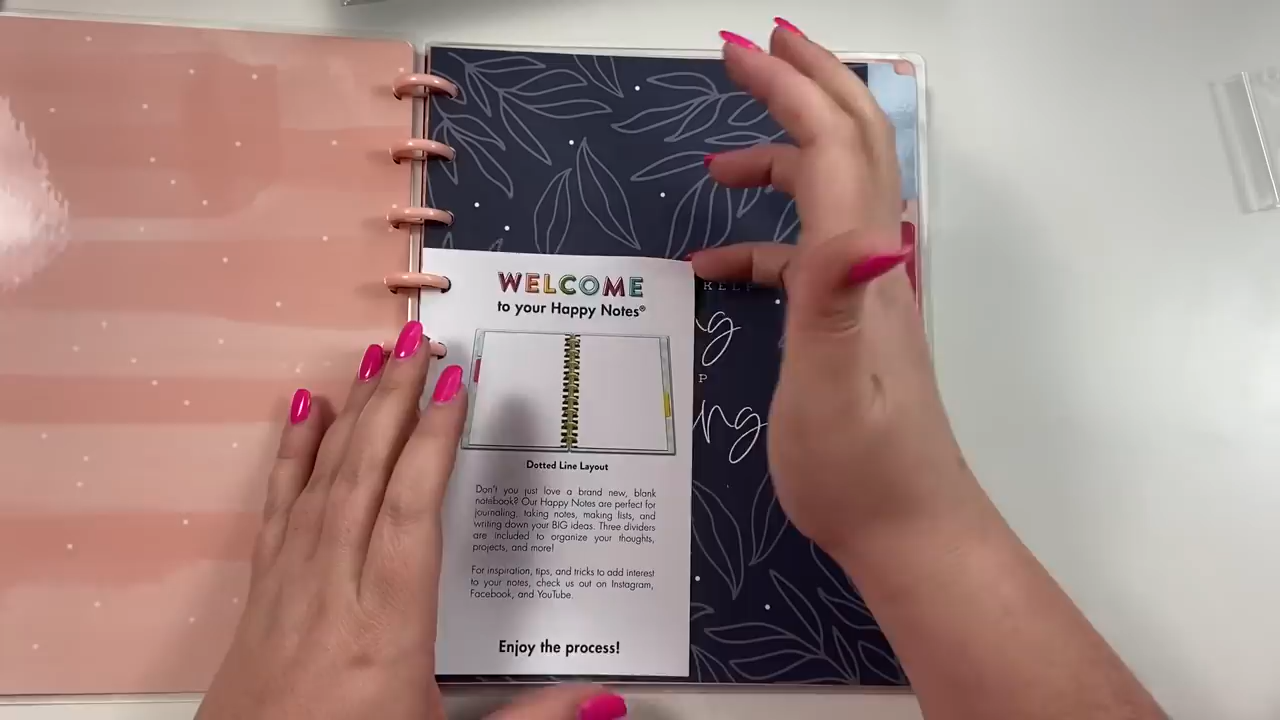 WELCOME
to your Happy Notes®
Dotted Line Layout
Don't you just love a brand new, blank
notebook? Our Happy Notes are perfect for
journaling, taking notes, making lists, and
writing down your BIG ideas. Three dividers
are included to organize your thoughts,
projects, and more!
For inspiration, tips, and tricks to add interest
to your notes, check us out on Instagram,
Facebook, and YouTube.
Enjoy the process!